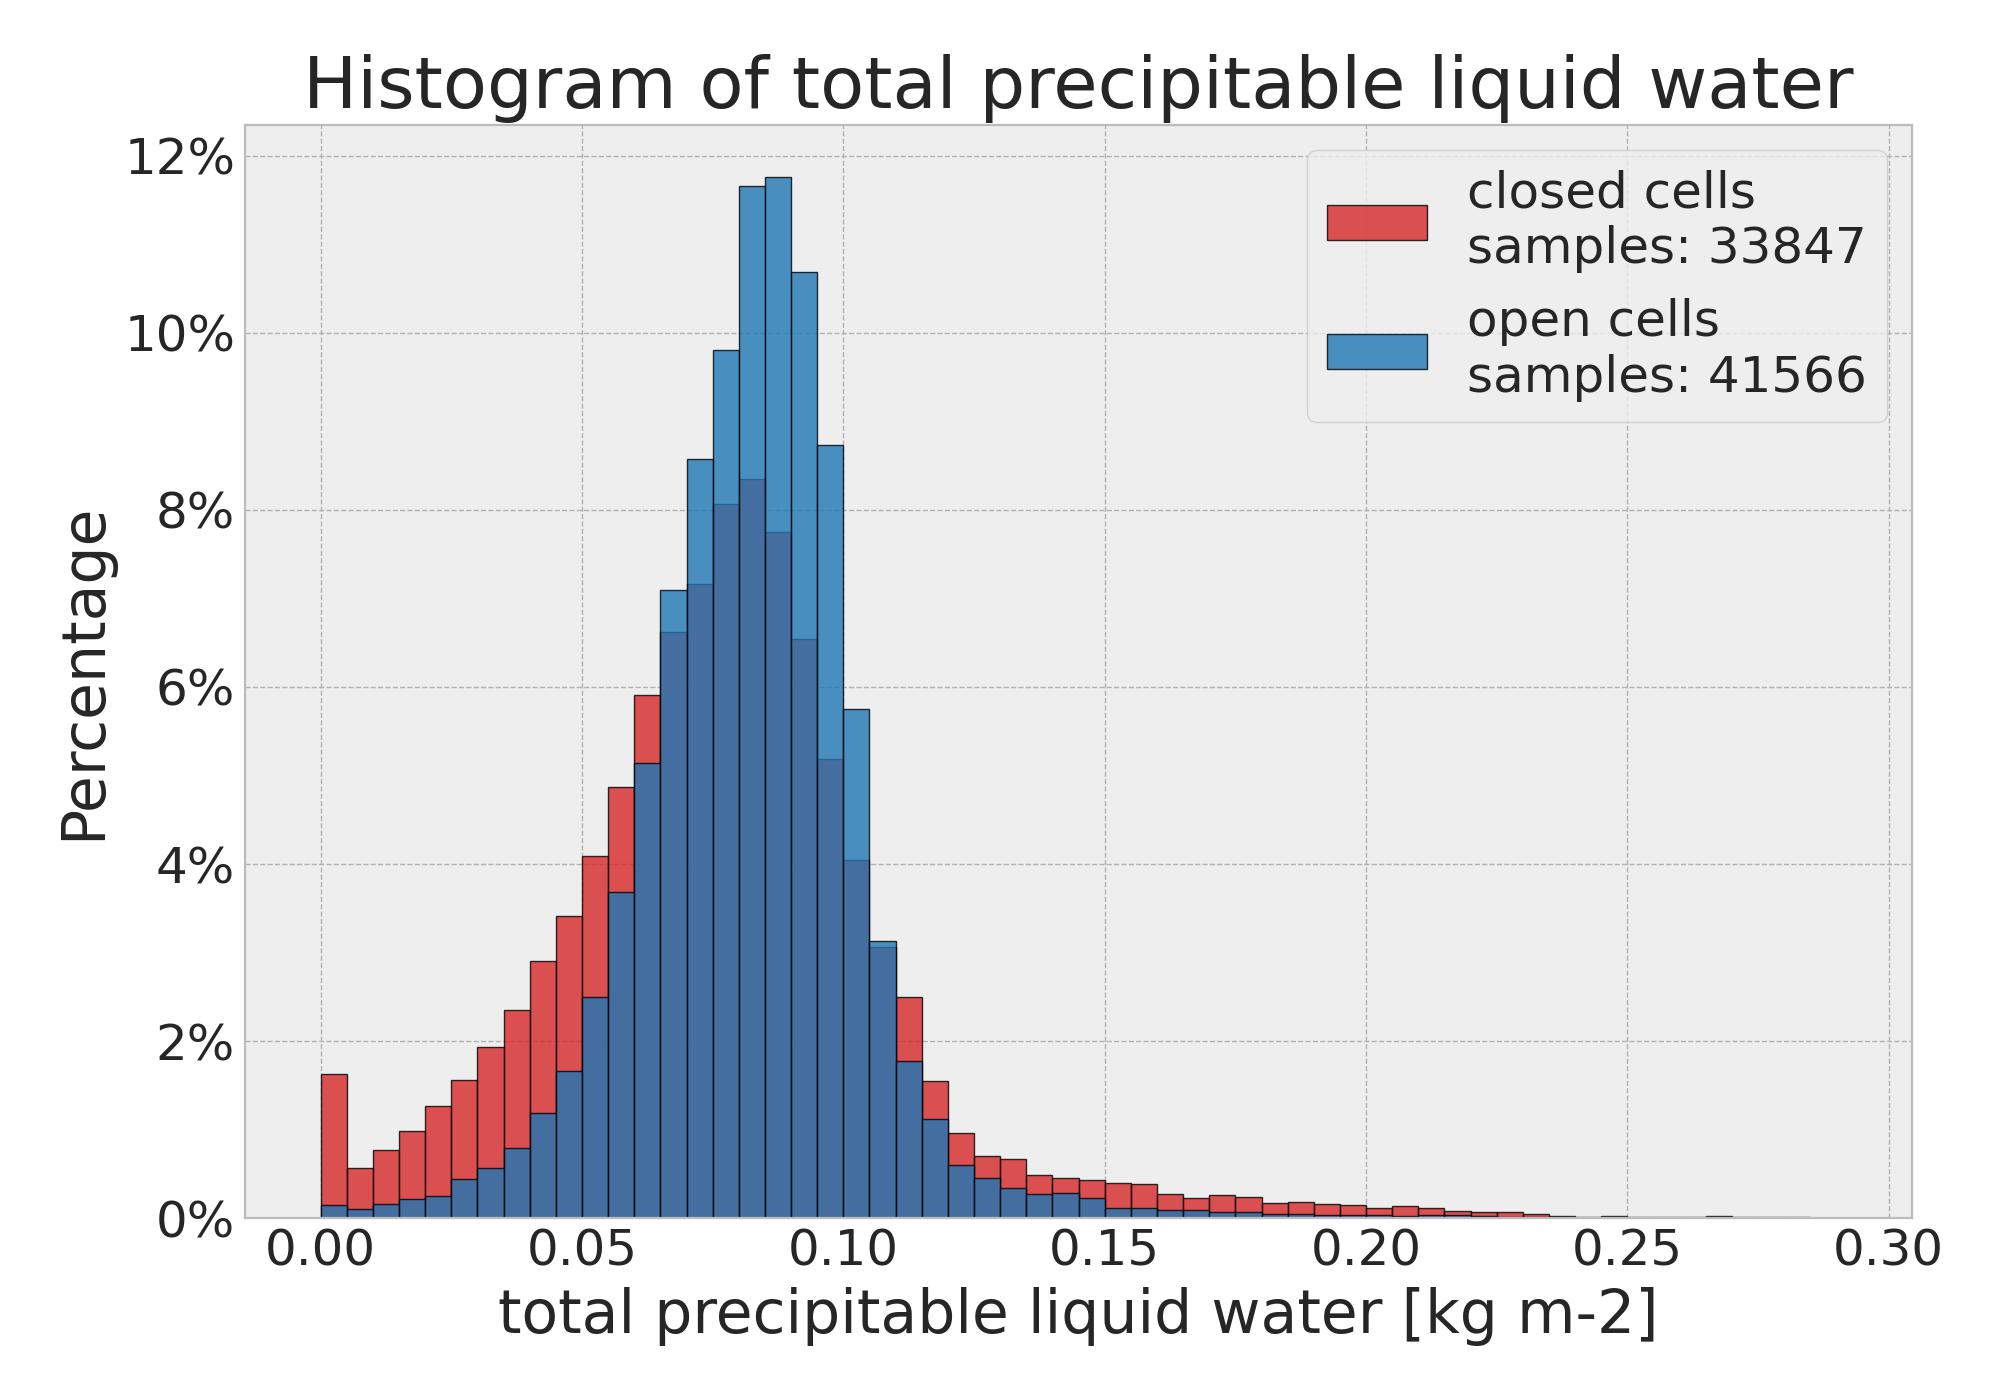 Histogram of total precipitable liquid water
12%
10%
8%
6%
4%
2%
0%
Percentage
closed cells
samples: 33847
open cells
samples: 41566
0.00 0.05 0.10 0.15 0.20 0.25 0.30
total precipitable liquid water [kg m-2]